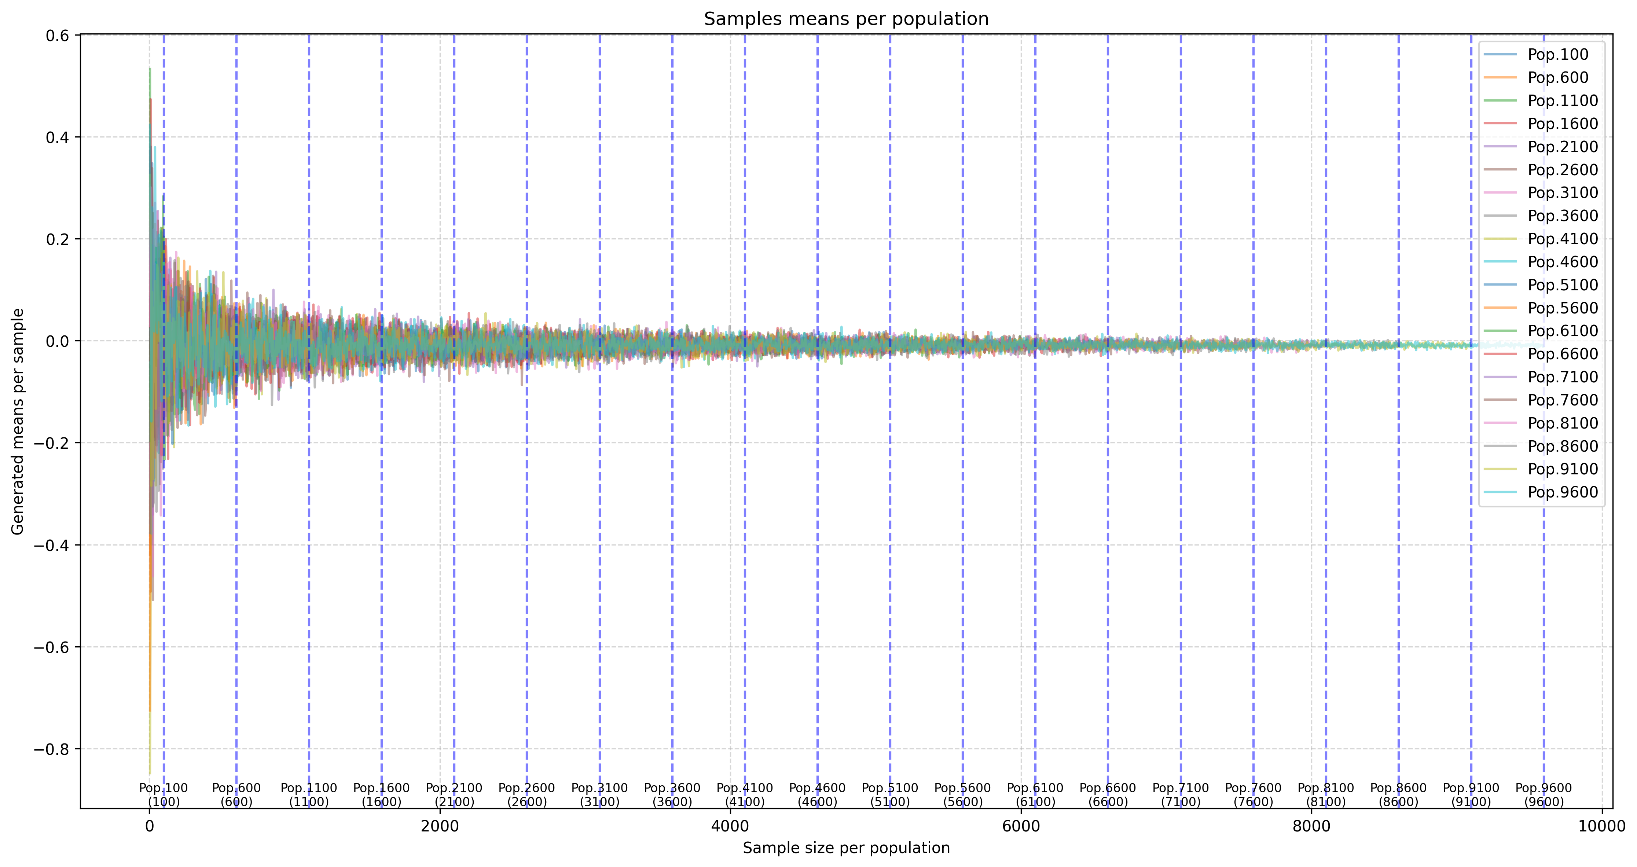 Samples means per population
Generated means per sample
0.6
0.4
0.2
0.0
−0.2
−0.4
−0.6
−0.8
Pop.100
Pop.600
Pop.1100
Pop.1600
Pop.2100
Pop.2600
Pop.3100
Pop.3600
Pop.4100
Pop.4600
Pop.5100
Pop.5600
Pop.6100
Pop.6600
Pop.7100
Pop.7600
Pop.8100
Pop.8600
Pop.9100
Pop.9600
Pop.100 Pop.600 Pop.1100 Pop.1600 Pop.2100 Pop.2600 Pop.3100 Pop.3600 Pop.4100 Pop.4600 Pop.5100 Pop.5600 Pop.6100 Pop.6600 Pop.7100 Pop.7600 Pop.8100 Pop.8600 Pop.9100 Pop.9600
(100) (600) (1100) (1600) (2100) (2600) (3100) (3600) (4100) (4600) (5100) (5600) (6100) (6600) (7100) (7600) (8100) (8600) (9100) (9600)
0 2000 4000 6000 8000 10000
Sample size per population